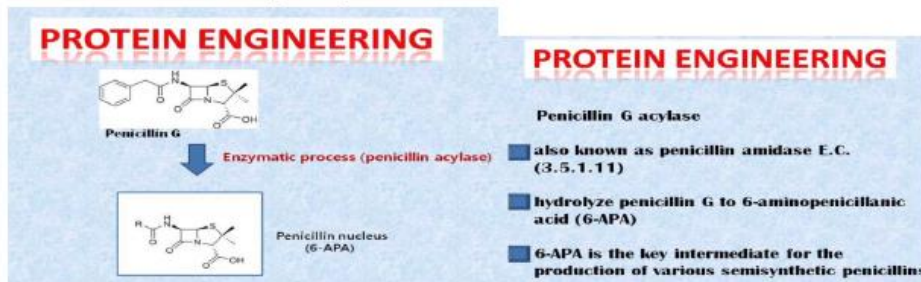 PROTEIN ENGINEERING
Penicillin G
Enzymatic process (penicillin acylase)
Penicillin nucleus
(6-APA)
PROTEIN ENGINEERING
Penicillin G acylase
also known as penicillin amidase E.C.
(3.5.1.11)
hydrolyze penicillin G to 6-aminopenicillanic
acid (6-APA)
6-APA is the key intermediate for the
production of various semisynthetic penicillins